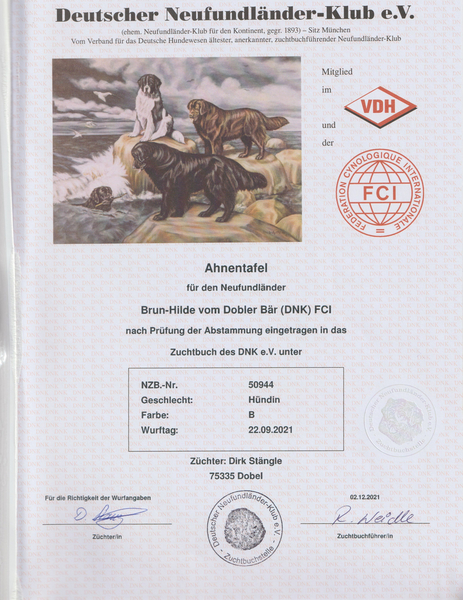 Deutscher Neufundländer-Klub e.V.
(chem. Neufundländer-Klub für den Kontinent, gegr. 1893) – Sitz München
Vom Verband für das Deutsche Hundewesen ältester, anerkannter, zuchtbuchführender Neufundländer-Klub
Mitglied
im
VDH
und
der
FEDERATION CYNOLOGIQUE INTERNATIONALE
FCI
Ahnentafel
für den Neufundländer
Brun-Hilde vom Dobler Bär (DNK) FCI
nach Prüfung der Abstammung eingetragen in das
Zuchtbuch des DNK e.V. unter
NZB.-Nr. 50944
Geschlecht: Hündin
Farbe: B
Wurftag: 22.09.2021
Züchter: Dirk Stängle
75335 Dobel
Für die Richtigkeit der Wurfangaben
02.12.2021
Züchter/in
Deutscher Neufundländer-Klub e.V.
Zuchtbuchstelle
R. Weidle
Zuchtbuchführer/in